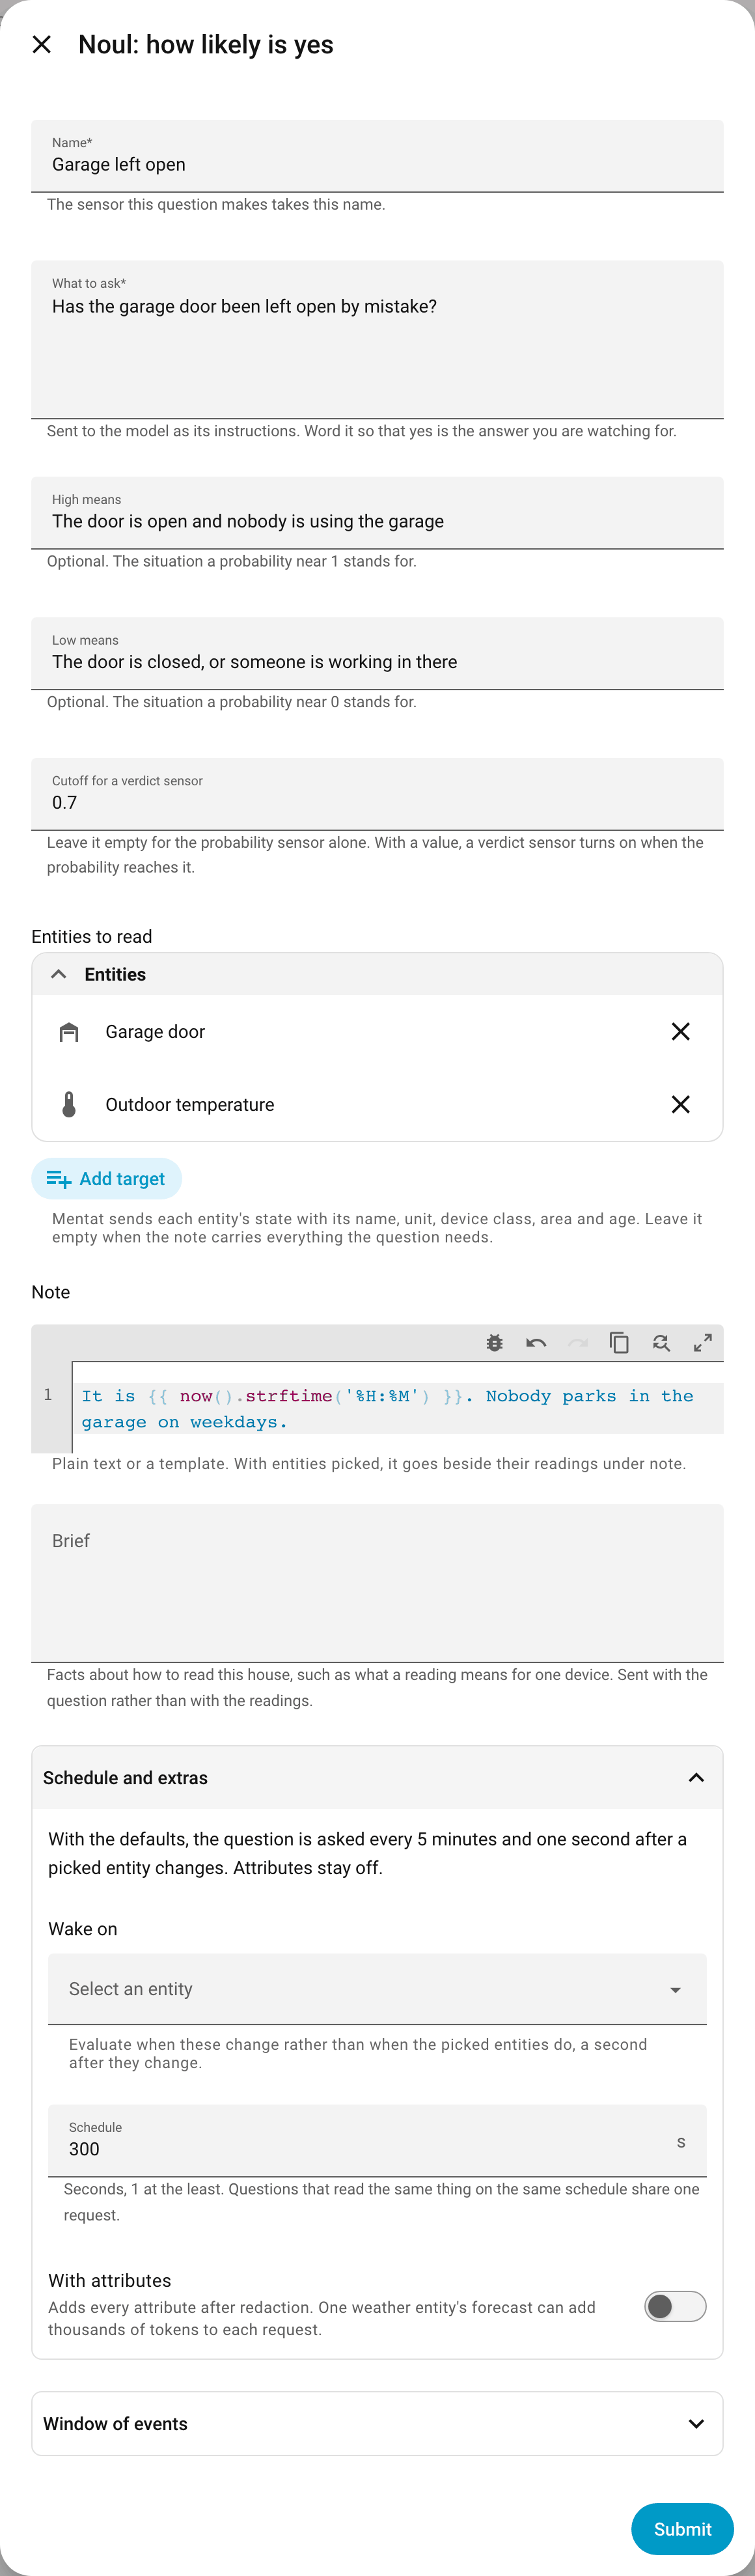 Noul: how likely is yes
Name*
Garage left open
The sensor this question makes takes this name.
What to ask*
Has the garage door been left open by mistake?
Sent to the model as its instructions. Word it so that yes is the answer you are watching for.
High means
The door is open and nobody is using the garage
Optional. The situation a probability near 1 stands for.
Low means
The door is closed, or someone is working in there
Optional. The situation a probability near 0 stands for.
Cutoff for a verdict sensor
0.7
Leave it empty for the probability sensor alone. With a value, a verdict sensor turns on when the
probability reaches it.
Entities to read
Entities
Garage door
Outdoor temperature
Add target
Mentat sends each entity's state with its name, unit, device class, area and age. Leave it
empty when the note carries everything the question needs.
Note
1
It is {{ now().strftime('%H:%M') }}. Nobody parks in the
garage on weekdays.
Plain text or a template. With entities picked, it goes beside their readings under note.
Brief
Facts about how to read this house, such as what a reading means for one device. Sent with the
question rather than with the readings.
Schedule and extras
With the defaults, the question is asked every 5 minutes and one second after a
picked entity changes. Attributes stay off.
Wake on
Select an entity
Evaluate when these change rather than when the picked entities do, a second
after they change.
Schedule
300
s
Seconds, 1 at the least. Questions that read the same thing on the same schedule share one
request.
With attributes
Adds every attribute after redaction. One weather entity's forecast can add
thousands of tokens to each request.
Window of events
Submit